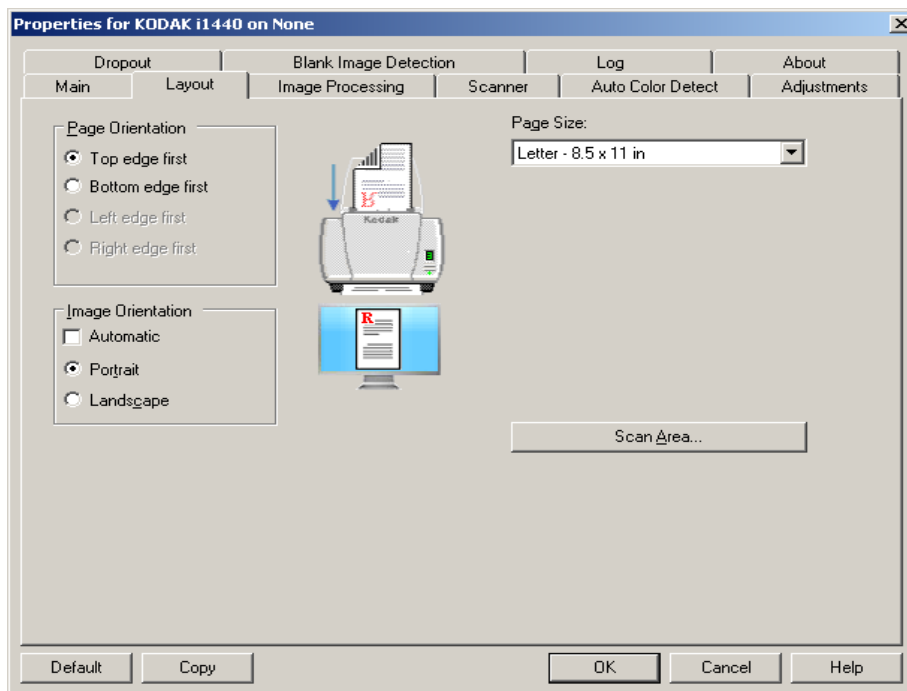 Properties for KODAK i1440 on None
Dropout Blank Image Detection Log About
Main Layout Image Processing Scanner Auto Color Detect Adjustments
Page Orientation
Top edge first
Bottom edge first
Left edge first
Right edge first
Kodak
R
Image Orientation
Automatic
Portrait
Landscape
Page Size:
Letter - 8.5 x 11 in
Scan Area...
Default Copy OK Cancel Help